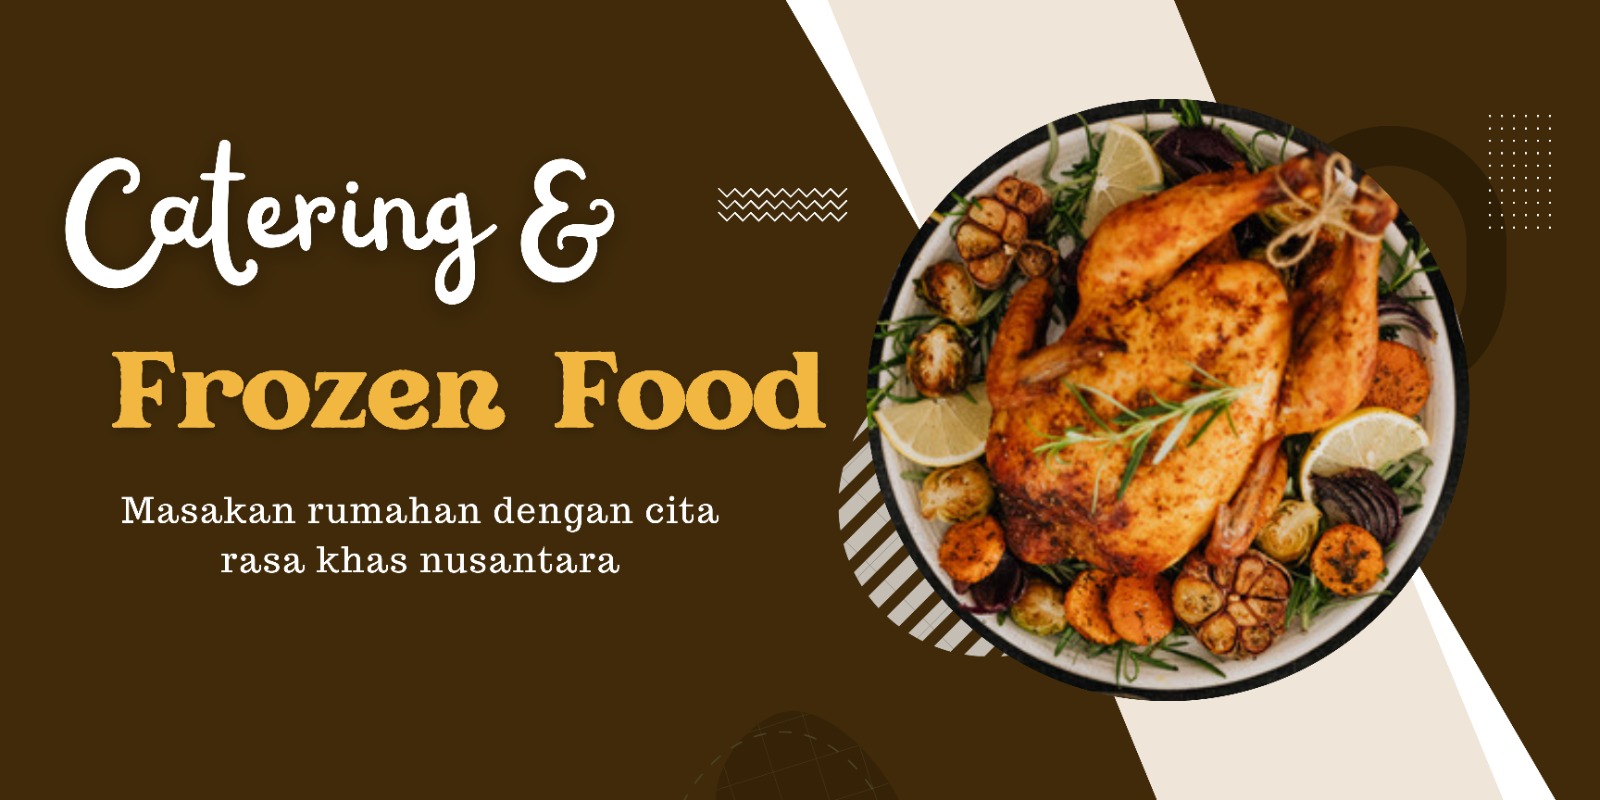 Catering &
Frozen Food
Masakan rumahan dengan cita
rasa khas nusantara